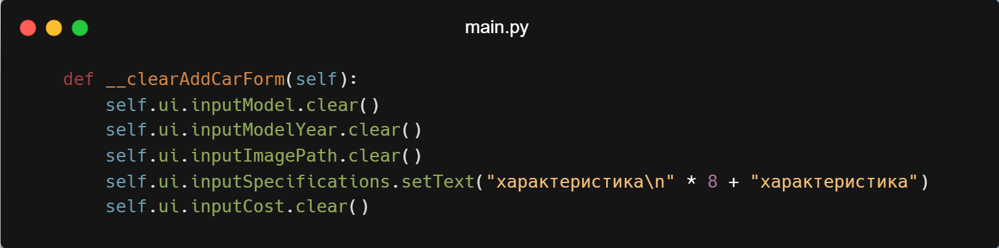 main.py
def __clearAddCarForm(self):
    self.ui.inputModel.clear()
    self.ui.inputModelYear.clear()
    self.ui.inputImagePath.clear()
    self.ui.inputSpecifications.setText("характеристика\n" * 8 + "характеристика")
    self.ui.inputCost.clear()